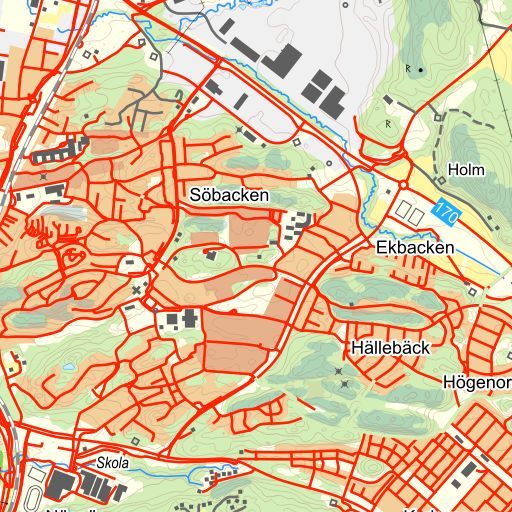 R
R
Holm
Söbacken
170
Ekbacken
Hällebäck
Högenor
Skola